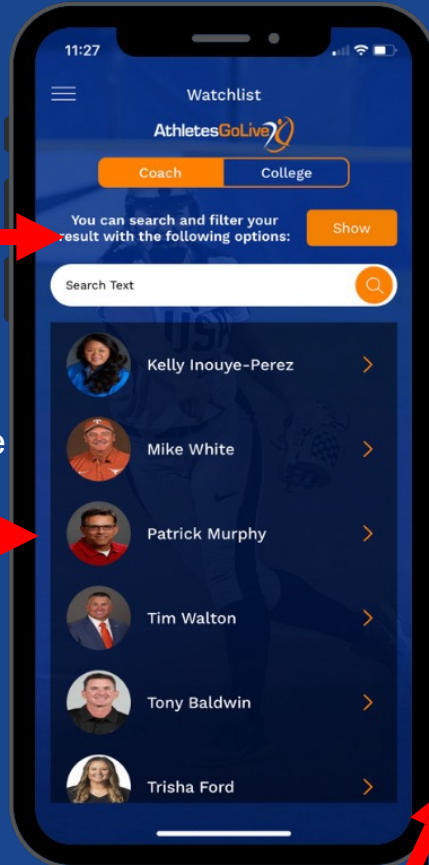 11:27
Watchlist
AthletesGoLive
Coach College
You can search and filter your
result with the following options:
Show
Search Text
Kelly Inouye-Perez
e
Mike White
Patrick Murphy
Tim Walton
Tony Baldwin
Trisha Ford